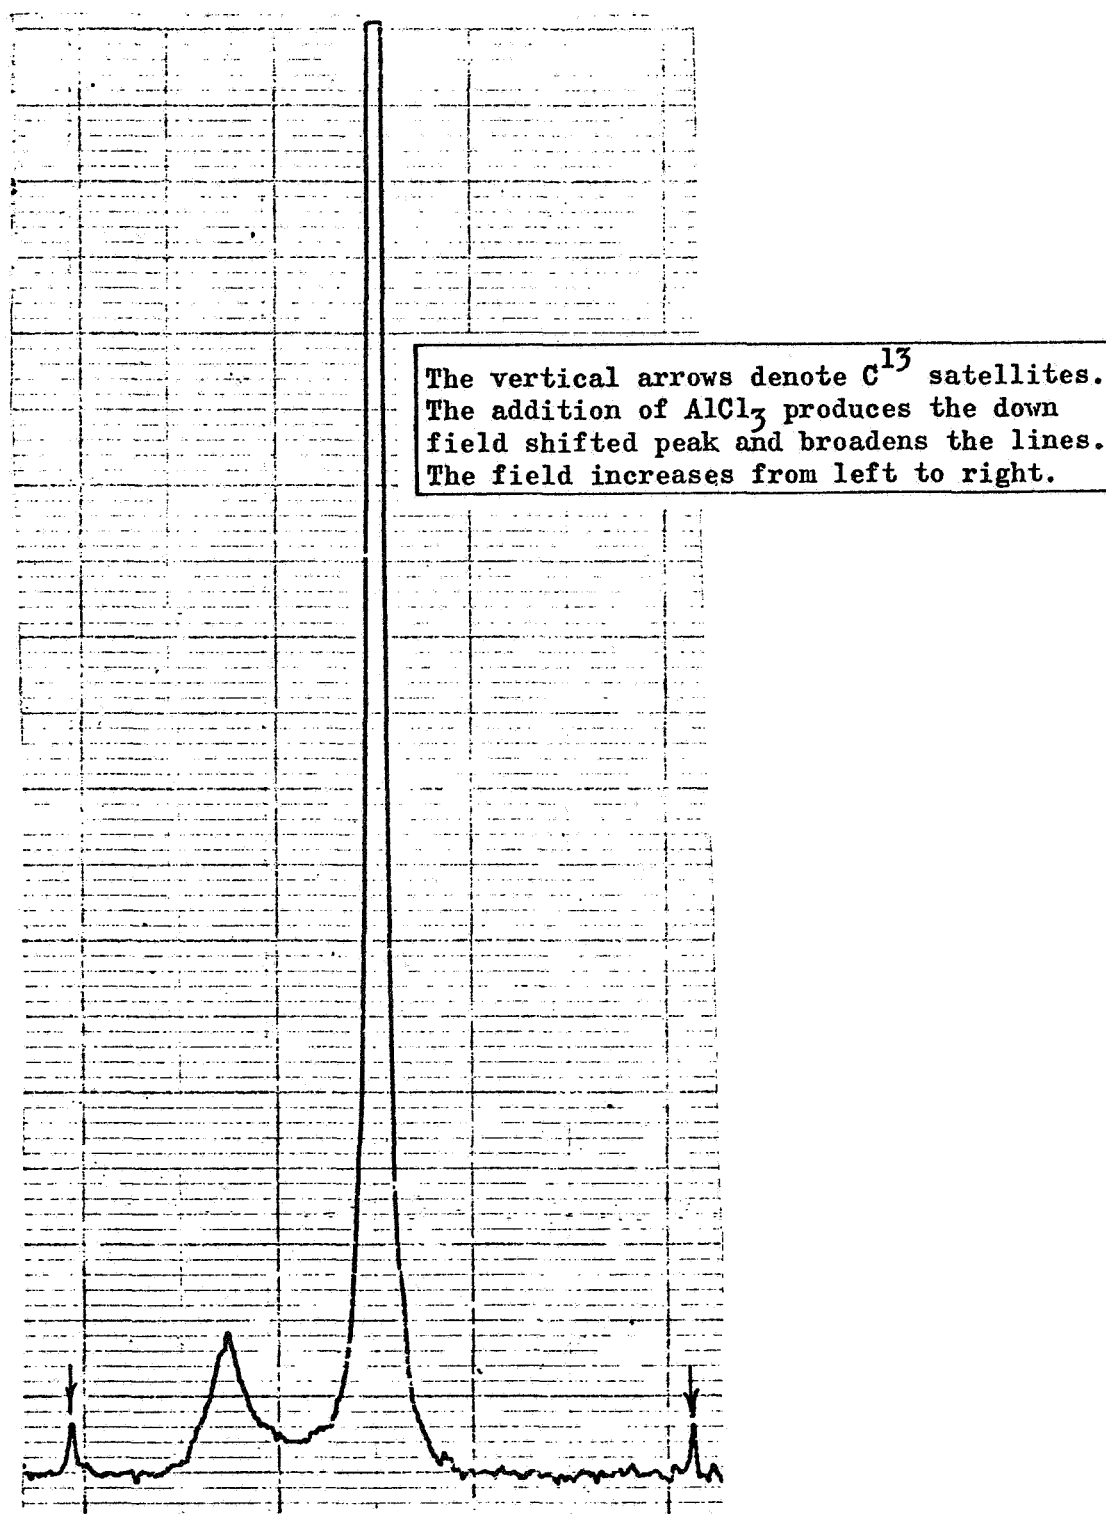 The vertical arrows denote C¹³ satellites.
The addition of AlCl₃ produces the down
field shifted peak and broadens the lines.
The field increases from left to right.